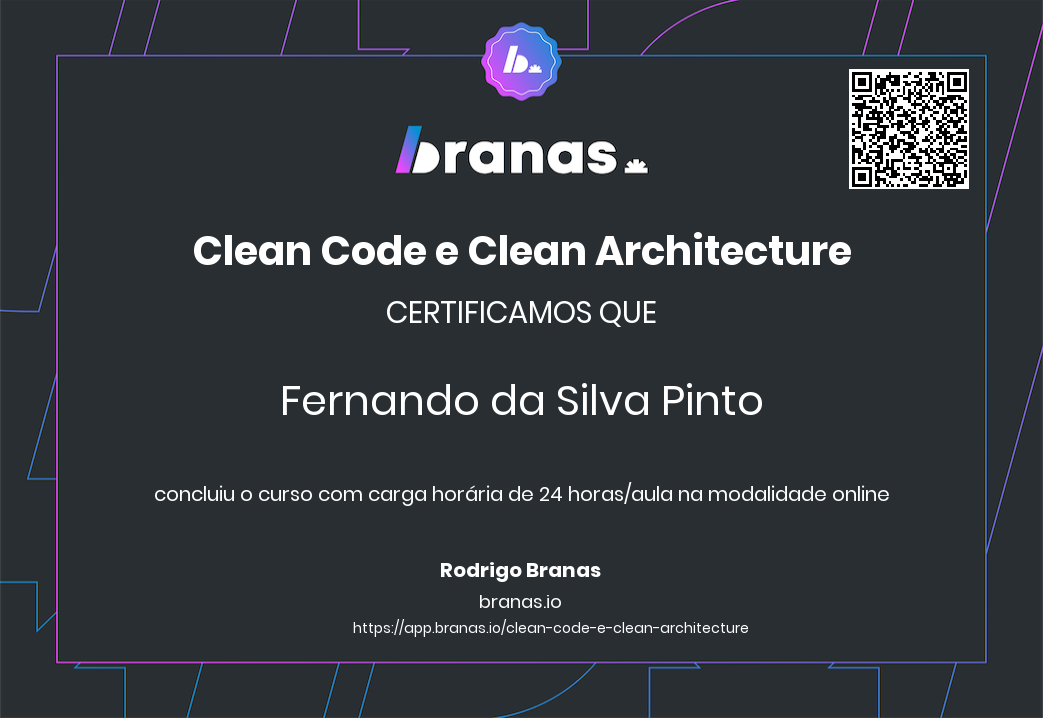 b.
branas
Clean Code e Clean Architecture
CERTIFICAMOS QUE
Fernando da Silva Pinto
concluiu o curso com carga horária de 24 horas/aula na modalidade online
Rodrigo Branas
branas.io
https://app.branas.io/clean-code-e-clean-architecture